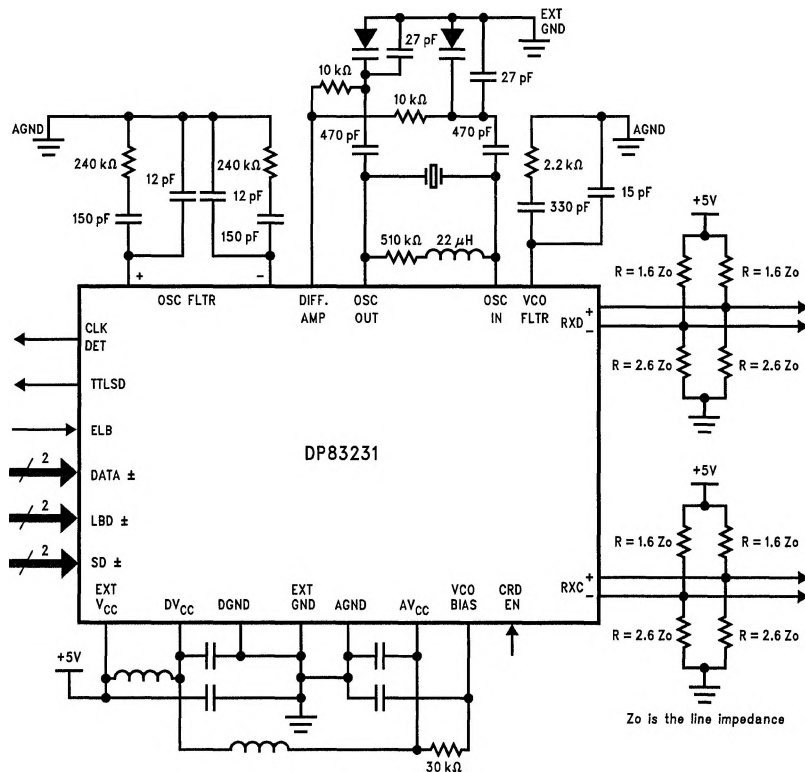 EXT
GND
27 pF
27 pF
10 kΩ
10 kΩ
AGND
470 pF
470 pF
AGND
240 kΩ
12 pF
240 kΩ
12 pF
2.2 kΩ
15 pF
150 pF
150 pF
330 pF
+5V
510 kΩ
22 μH
R = 1.6 Zo
R = 1.6 Zo
+
−
OSC FLTR
DIFF.
AMP
OSC
OUT
OSC
IN
VCO
FLTR
RXD
+
−
CLK
DET
R = 2.6 Zo
R = 2.6 Zo
TTLSD
ELB
DP83231
2
DATA ±
+5V
2
LBD ±
R = 1.6 Zo
R = 1.6 Zo
2
SD ±
EXT
VCC
DVCC
DGND
EXT
GND
AGND
AVCC
VCO
BIAS
CRD
EN
RXC
+
−
R = 2.6 Zo
R = 2.6 Zo
+5V
30 kΩ
Zo is the line impedance